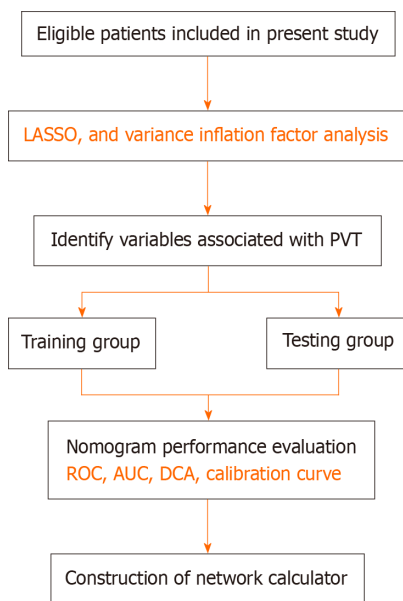 Eligible patients included in present study
LASSO, and variance inflation factor analysis
Identify variables associated with PVT
Training group
Testing group
Nomogram performance evaluation
ROC, AUC, DCA, calibration curve
Construction of network calculator